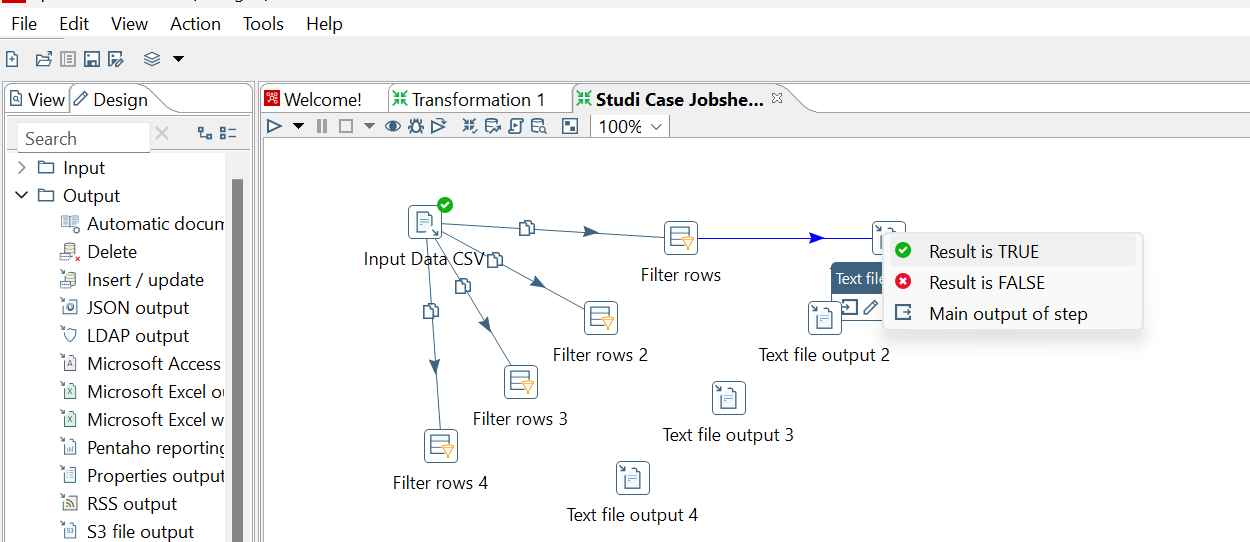 File Edit View Action Tools Help
View Design
Welcome! Transformation 1 Studi Case Jobshe...
100%
Search
Input
Output
Automatic docum
Delete
Insert / update
JSON output
LDAP output
Microsoft Access
Microsoft Excel o
Microsoft Excel w
Pentaho reporting
Properties output
RSS output
S3 file output
Input Data CSV
Filter rows
Text file
Result is TRUE
Result is FALSE
Main output of step
Filter rows 2
Text file output 2
Filter rows 3
Text file output 3
Filter rows 4
Text file output 4